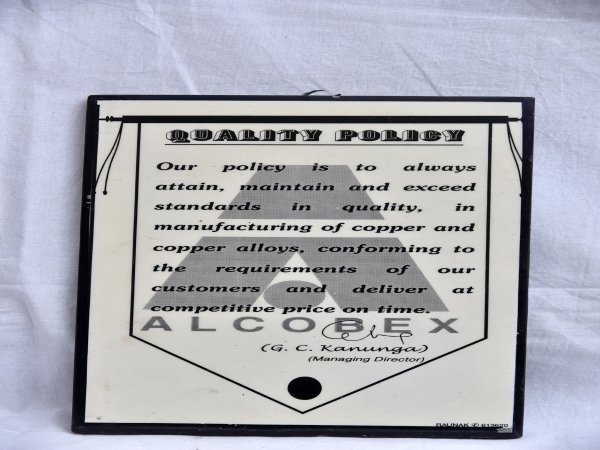 QUALITY POLICY
Our policy is to always
attain, maintain and exceed
standards in quality, in
manufacturing of copper and
copper alloys, conforming to
the requirements of our
customers and deliver at
competitive price on time.
ALCOBEX
(G. C. Kanunga)
(Managing Director)
RAUNAK ✆ 613620